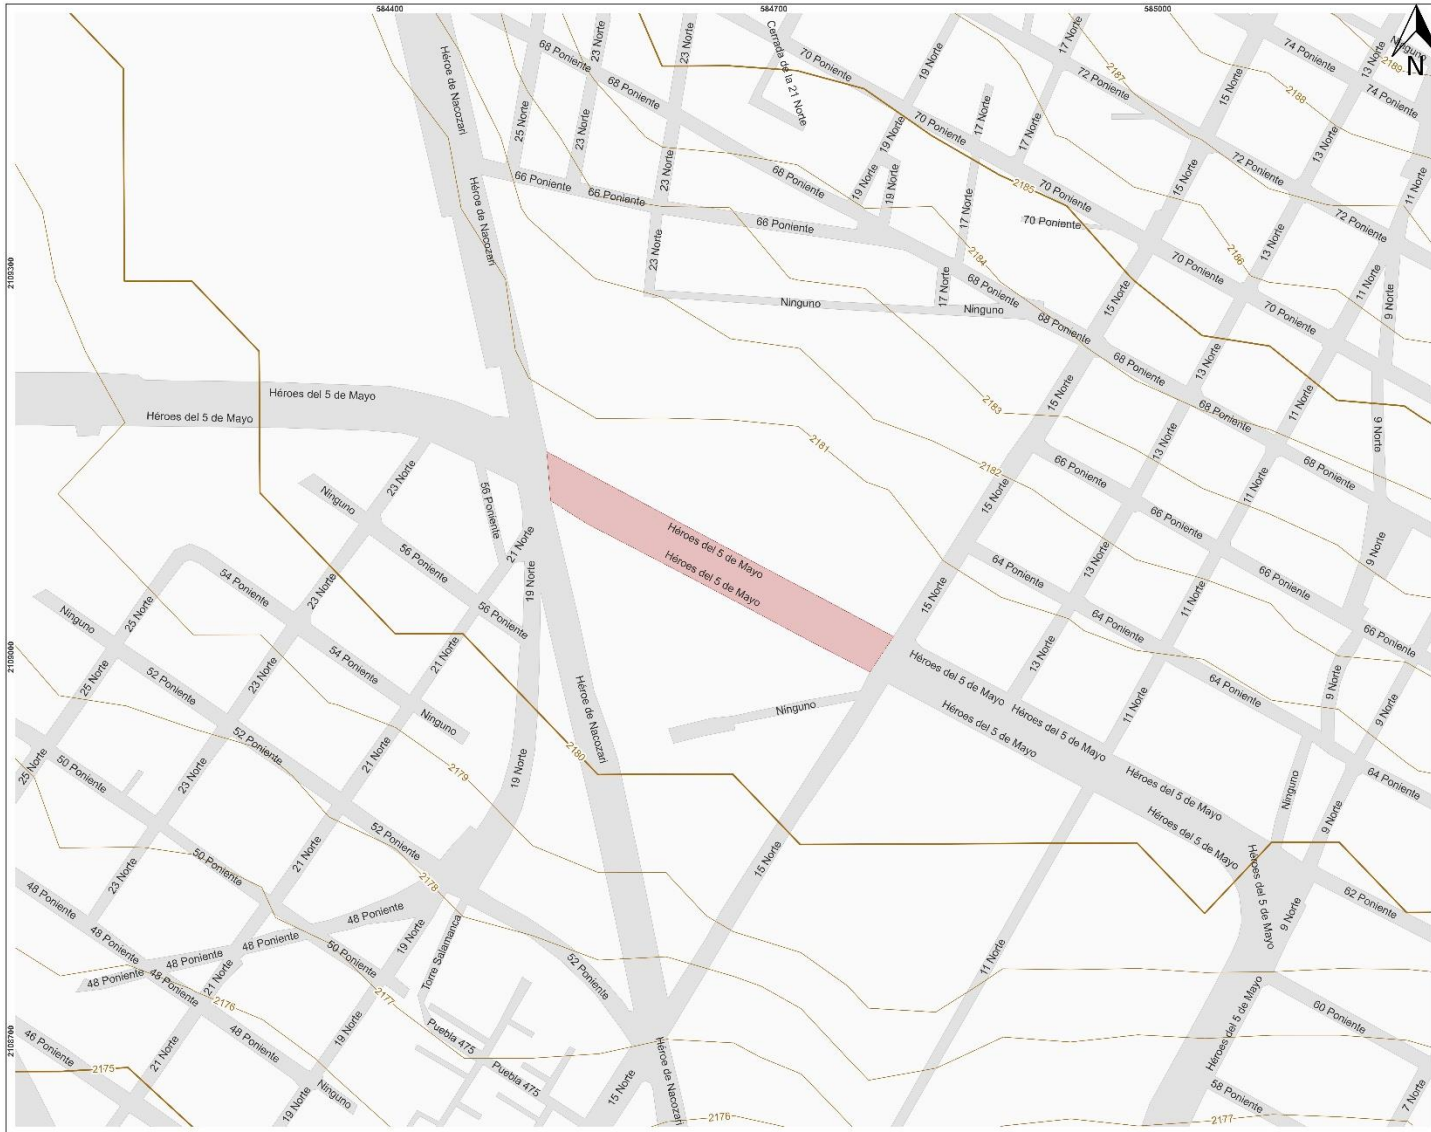 584400
584700
585000
2109300
2109000
2108700
N
Héroe de Nacozari
68 Poniente
23 Norte
23 Norte
Cerrada de la 21 Norte
70 Poniente
19 Norte
17 Norte
2187
72 Poniente
15 Norte
74 Poniente
13 Norte
Ninguno
2189
2188
74 Poniente
25 Norte
23 Norte
68 Poniente
23 Norte
19 Norte
70 Poniente
17 Norte
17 Norte
13 Norte
66 Poniente
66 Poniente
68 Poniente
19 Norte
19 Norte
2185
70 Poniente
15 Norte
72 Poniente
11 Norte
Héroe de Nacozari
66 Poniente
17 Norte
70 Poniente
72 Poniente
23 Norte
2184
70 Poniente
2186
13 Norte
11 Norte
Ninguno
17 Norte
68 Poniente
Ninguno
15 Norte
9 Norte
68 Poniente
70 Poniente
13 Norte
68 Poniente
Héroes del 5 de Mayo
Héroes del 5 de Mayo
2183
15 Norte
68 Poniente
11 Norte
2181
13 Norte
9 Norte
2182
66 Poniente
68 Poniente
23 Norte
Ninguno
56 Poniente
15 Norte
11 Norte
66 Poniente
21 Norte
56 Poniente
Héroes del 5 de Mayo
Héroes del 5 de Mayo
19 Norte
64 Poniente
13 Norte
9 Norte
66 Poniente
54 Poniente
23 Norte
15 Norte
11 Norte
Ninguno
25 Norte
56 Poniente
64 Poniente
66 Poniente
23 Norte
54 Poniente
21 Norte
13 Norte
Héroes del 5 de Mayo
25 Norte
52 Poniente
64 Poniente
9 Norte
Héroe de Nacozari
Ninguno
Ninguno
Héroes del 5 de Mayo
Héroes del 5 de Mayo
11 Norte
9 Norte
52 Poniente
21 Norte
2180
25 Norte
50 Poniente
23 Norte
2179
19 Norte
Héroes del 5 de Mayo
Ninguno
64 Poniente
Héroes del 5 de Mayo
9 Norte
52 Poniente
21 Norte
15 Norte
50 Poniente
23 Norte
2178
Héroes del 5 de Mayo
62 Poniente
48 Poniente
48 Poniente
9 Norte
48 Poniente
48 Poniente
19 Norte
50 Poniente
Torre Salamanca
52 Poniente
11 Norte
48 Poniente
48 Poniente
48 Poniente
21 Norte
2177
2176
Héroes del 5 de Mayo
60 Poniente
46 Poniente
21 Norte
48 Poniente
19 Norte
Puebla 475
Héroe de Nacozari
2175
Ninguno
19 Norte
Puebla 475
15 Norte
58 Poniente
7 Norte
2176
2177